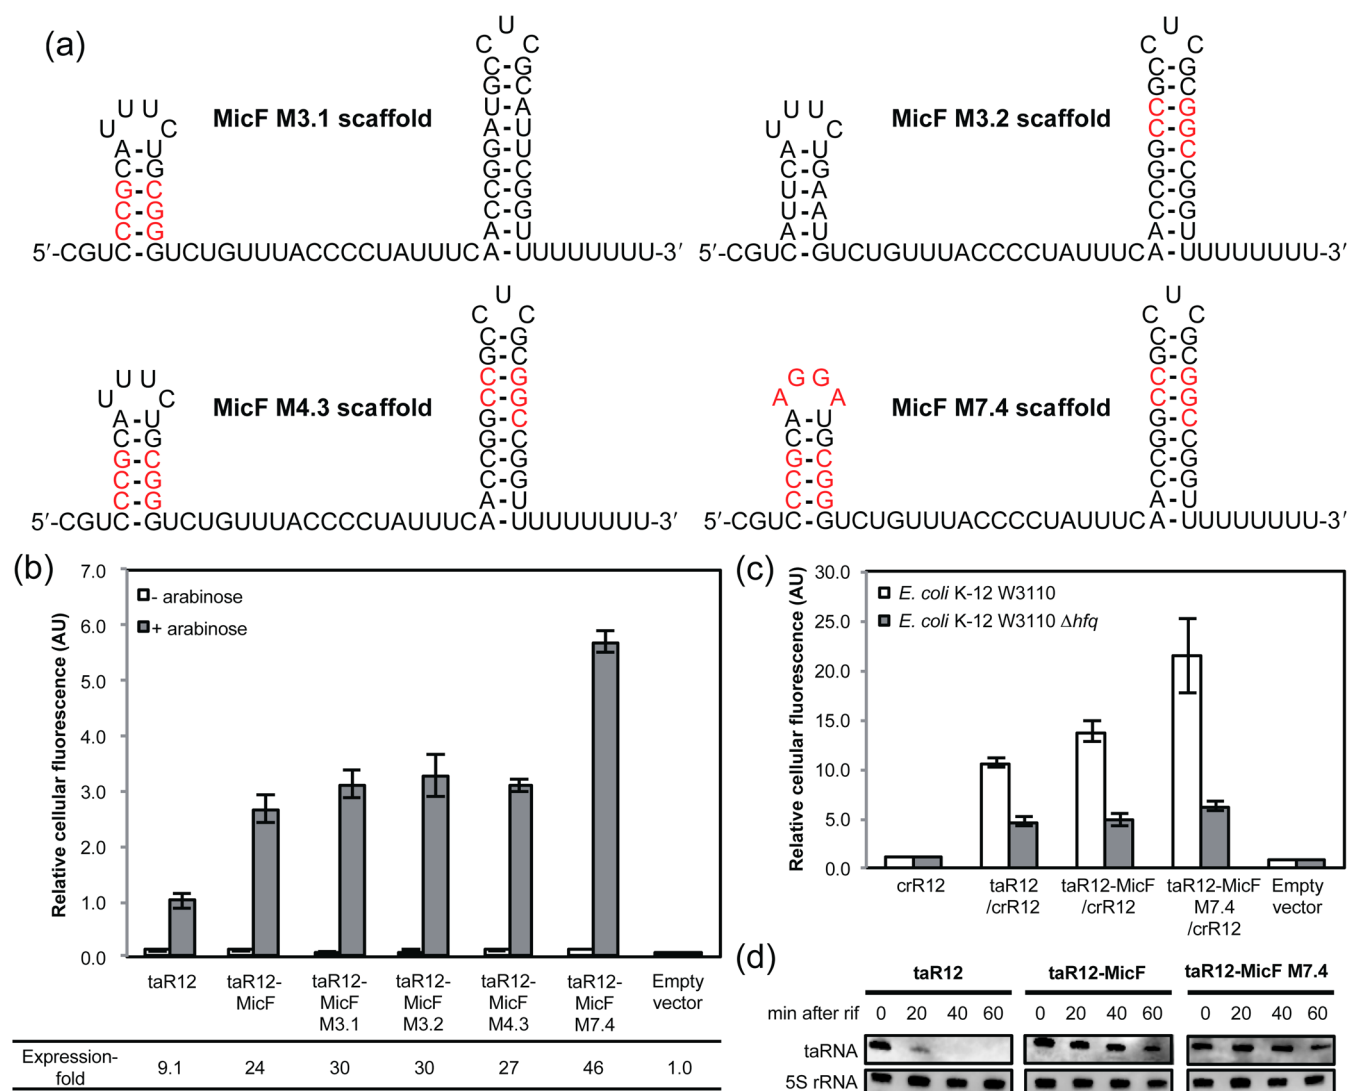 (a)
MicF M3.1 scaffold
U
C C
C-G
G C
U-A
A-U
G-U
G-C
C-G
C-G
A-U
U U
U C
A-U
C G
G-C
C-G
C-G
5′-CGUC-GUCUGUUUACCCCUAUUUCA-UUUUUUUU-3′
MicF M3.2 scaffold
U
C C
C-G
G C
C-G
C-G
G-C
G-C
C-G
C-G
A-U
U U
U C
A-U
C G
U-A
U-A
A-U
5′-CGUC-GUCUGUUUACCCCUAUUUCA-UUUUUUUU-3′
MicF M4.3 scaffold
U
C C
C-G
G C
C-G
C-G
G-C
G-C
C-G
C-G
A-U
U U
U C
A-U
C G
G-C
C-G
C-G
5′-CGUC-GUCUGUUUACCCCUAUUUCA-UUUUUUUU-3′
MicF M7.4 scaffold
U
C C
C-G
G C
C-G
C-G
G-C
G-C
C-G
C-G
A-U
G G
A A
A-U
C G
G-C
C-G
C-G
5′-CGUC-GUCUGUUUACCCCUAUUUCA-UUUUUUUU-3′
(b)
Relative cellular fluorescence (AU)
7.0
6.0
5.0
4.0
3.0
2.0
1.0
0.0
- arabinose
+ arabinose
taR12
taR12-MicF
taR12-MicF M3.1
taR12-MicF M3.2
taR12-MicF M4.3
taR12-MicF M7.4
Empty vector
Expression-fold 9.1 24 30 30 27 46 1.0
(c)
Relative cellular fluorescence (AU)
30.0
25.0
20.0
15.0
10.0
5.0
0.0
E. coli K-12 W3110
E. coli K-12 W3110 Δhfq
crR12
taR12 /crR12
taR12-MicF /crR12
taR12-MicF M7.4 /crR12
Empty vector
(d)
taR12 taR12-MicF taR12-MicF M7.4
min after rif 0 20 40 60 0 20 40 60 0 20 40 60
taRNA
5S rRNA